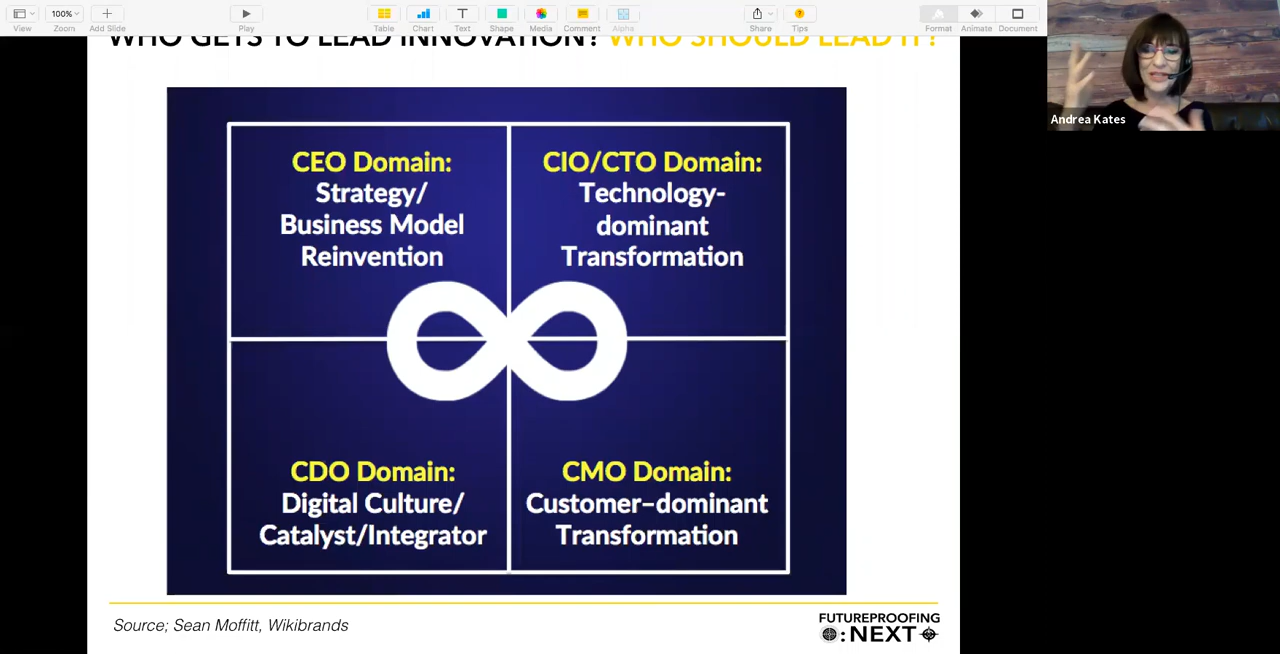 100%
View
Zoom
Add Slide
Play
Table
Chart
Text
Shape
Media
Comment
Alpha
Share
Tips
Format
Animate
Document
WHO GETS TO LEAD INNOVATION? WHO SHOULD LEAD IT?
Andrea Kates
CEO Domain:
Strategy/
Business Model
Reinvention
CIO/CTO Domain:
Technology-
dominant
Transformation
CDO Domain:
Digital Culture/
Catalyst/Integrator
CMO Domain:
Customer–dominant
Transformation
Source; Sean Moffitt, Wikibrands
FUTUREPROOFING
:NEXT